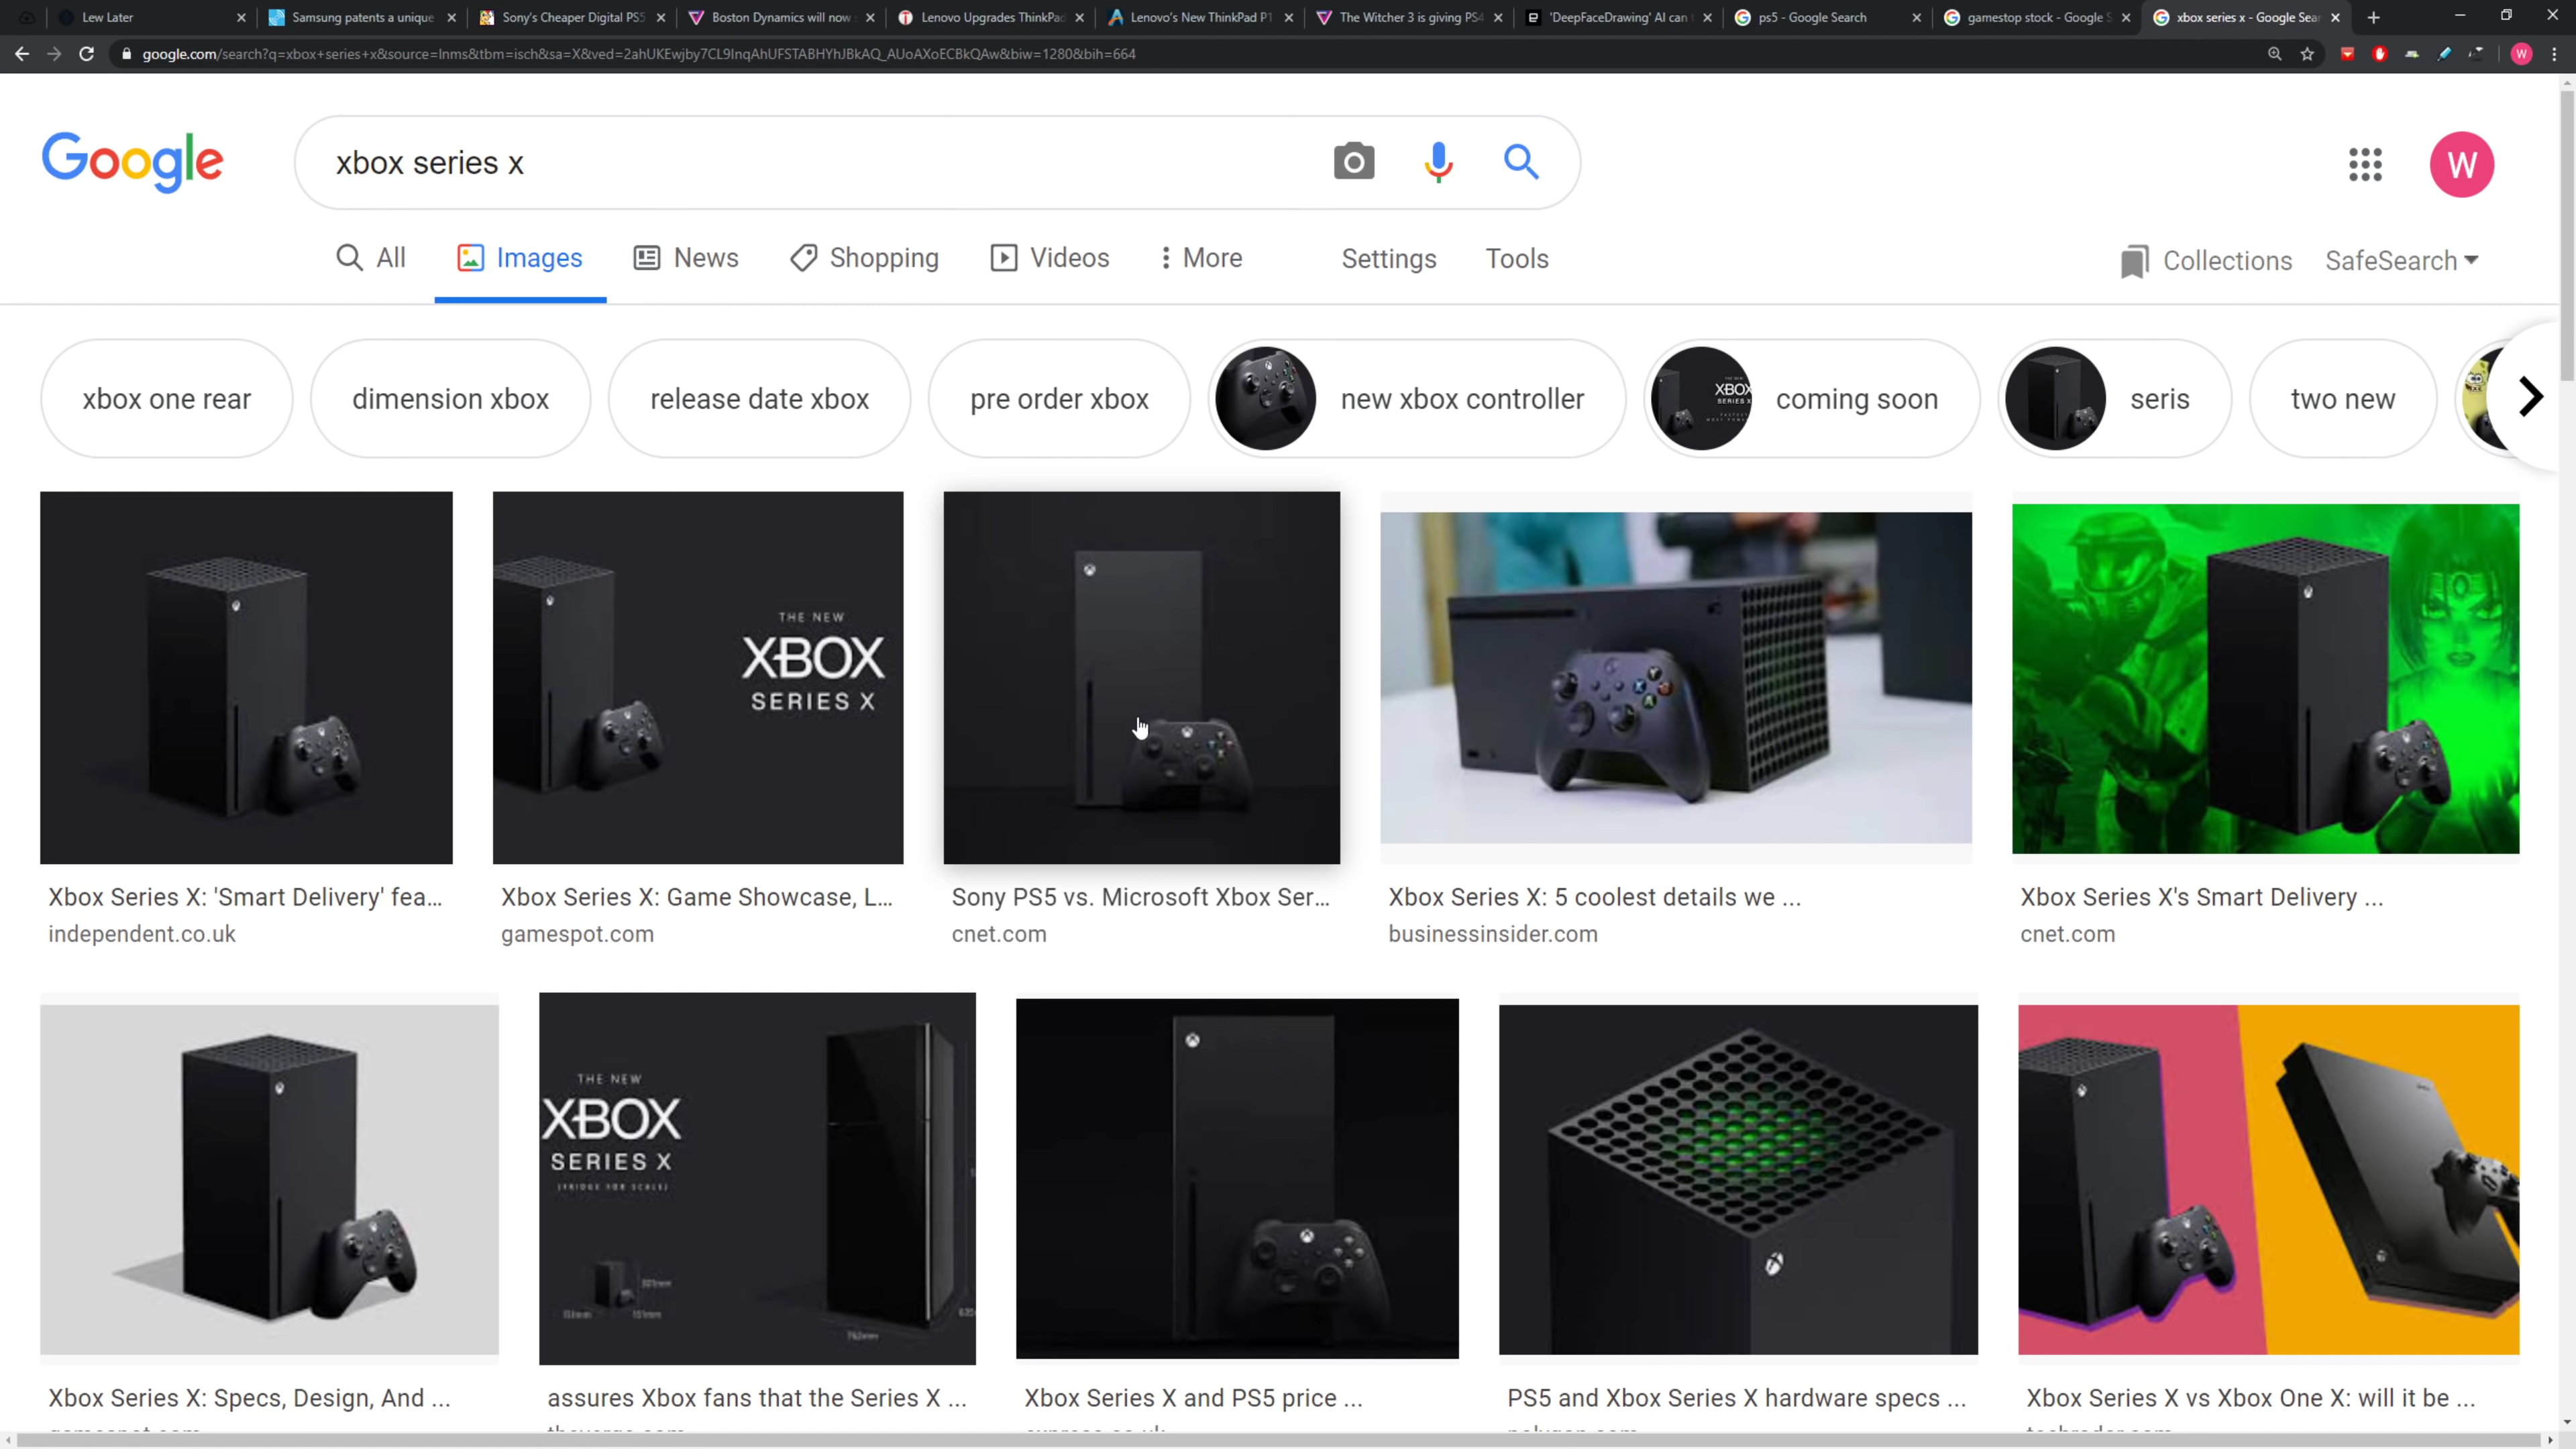 Lew Later
Samsung patents a unique
Sony's Cheaper Digital PS5
Boston Dynamics will now
Lenovo Upgrades ThinkPad
Lenovo's New ThinkPad P1
The Witcher 3 is giving PS4
'DeepFaceDrawing' AI can
ps5 - Google Search
gamestop stock - Google S
xbox series x - Google Sear
google.com/search?q=xbox+series+x&source=lnms&tbm=isch&sa=X&ved=2ahUKEwjby7CL9InqAhUFSTABHYhJBkAQ_AUoAXoECBkQAw&biw=1280&bih=664
W
Google
xbox series x
W
All
Images
News
Shopping
Videos
More
Settings
Tools
Collections
SafeSearch
xbox one rear
dimension xbox
release date xbox
pre order xbox
new xbox controller
XBOX
SERIES X
coming soon
seris
two new
THE NEW
XBOX
SERIES X
Xbox Series X: 'Smart Delivery' fea...
independent.co.uk
Xbox Series X: Game Showcase, L...
gamespot.com
Sony PS5 vs. Microsoft Xbox Ser...
cnet.com
Xbox Series X: 5 coolest details we ...
businessinsider.com
Xbox Series X's Smart Delivery ...
cnet.com
THE NEW
XBOX
SERIES X
(FRIDGE FOR SCALE)
Xbox Series X: Specs, Design, And ...
assures Xbox fans that the Series X ...
Xbox Series X and PS5 price ...
PS5 and Xbox Series X hardware specs ...
Xbox Series X vs Xbox One X: will it be ...